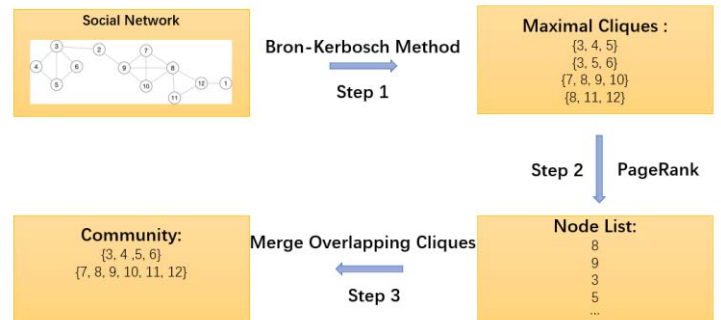 Social Network
3
2
7
4
6
9
8
5
10
12
1
11
Bron-Kerbosch Method
Step 1
Maximal Cliques :
{3, 4, 5}
{3, 5, 6}
{7, 8, 9, 10}
{8, 11, 12}
Step 2 PageRank
Node List:
8
9
3
5
...
Merge Overlapping Cliques
Step 3
Community:
{3, 4 ,5, 6}
{7, 8, 9, 10, 11, 12}